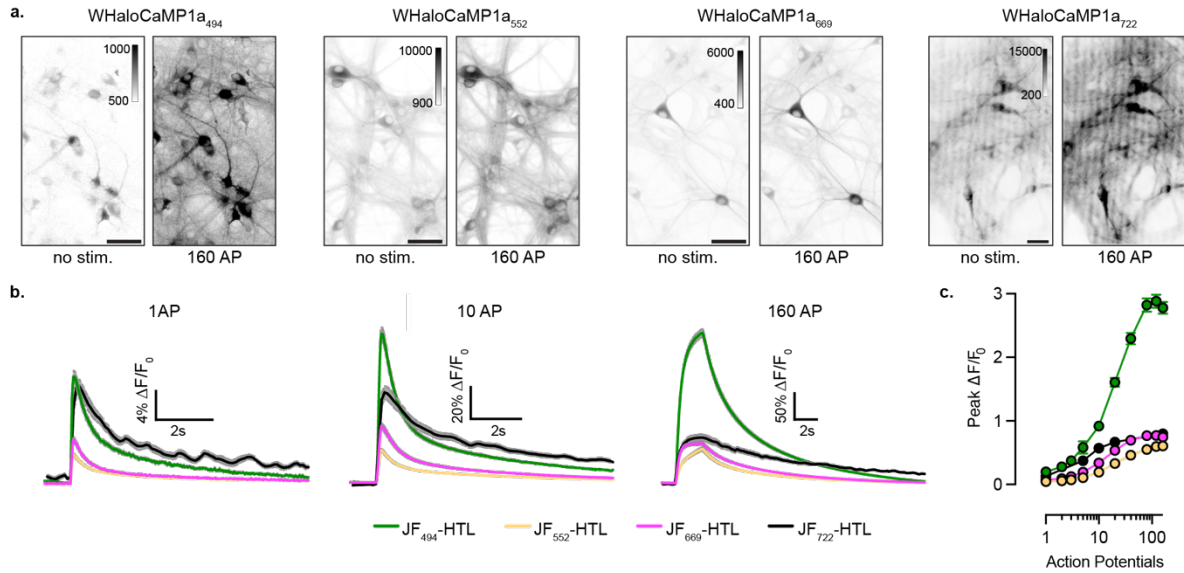 a.
WHaloCaMP1a494 WHaloCaMP1a552 WHaloCaMP1a669 WHaloCaMP1a722
1000 10000 6000 15000
500 900 400 200
no stim. 160 AP no stim. 160 AP no stim. 160 AP no stim. 160 AP
b.
1AP 10 AP 160 AP
4% ΔF/F0 20% ΔF/F0 50% ΔF/F0
2s 2s 2s
JF494-HTL JF552-HTL JF669-HTL JF722-HTL
c.
Peak ΔF/F0
3
2
1
0
1 10 100
Action Potentials